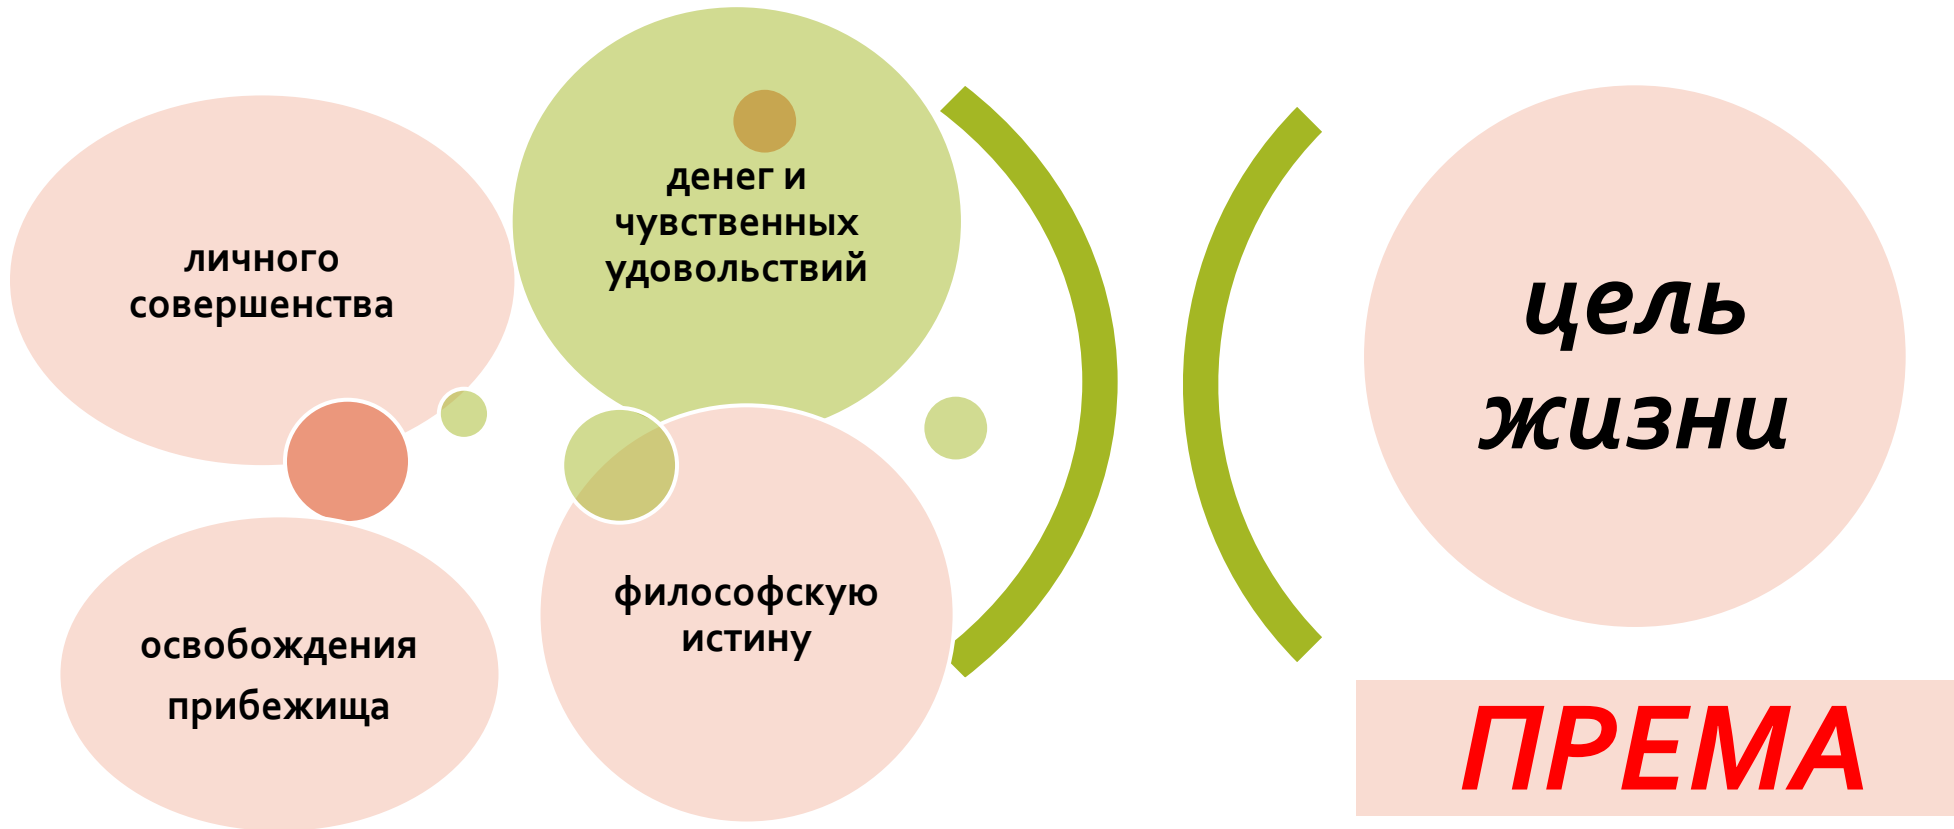 личного
совершенства
денег и
чувственных
удовольствий
освобождения
прибежища
философскую
истину
цель
жизни
ПРЕМА